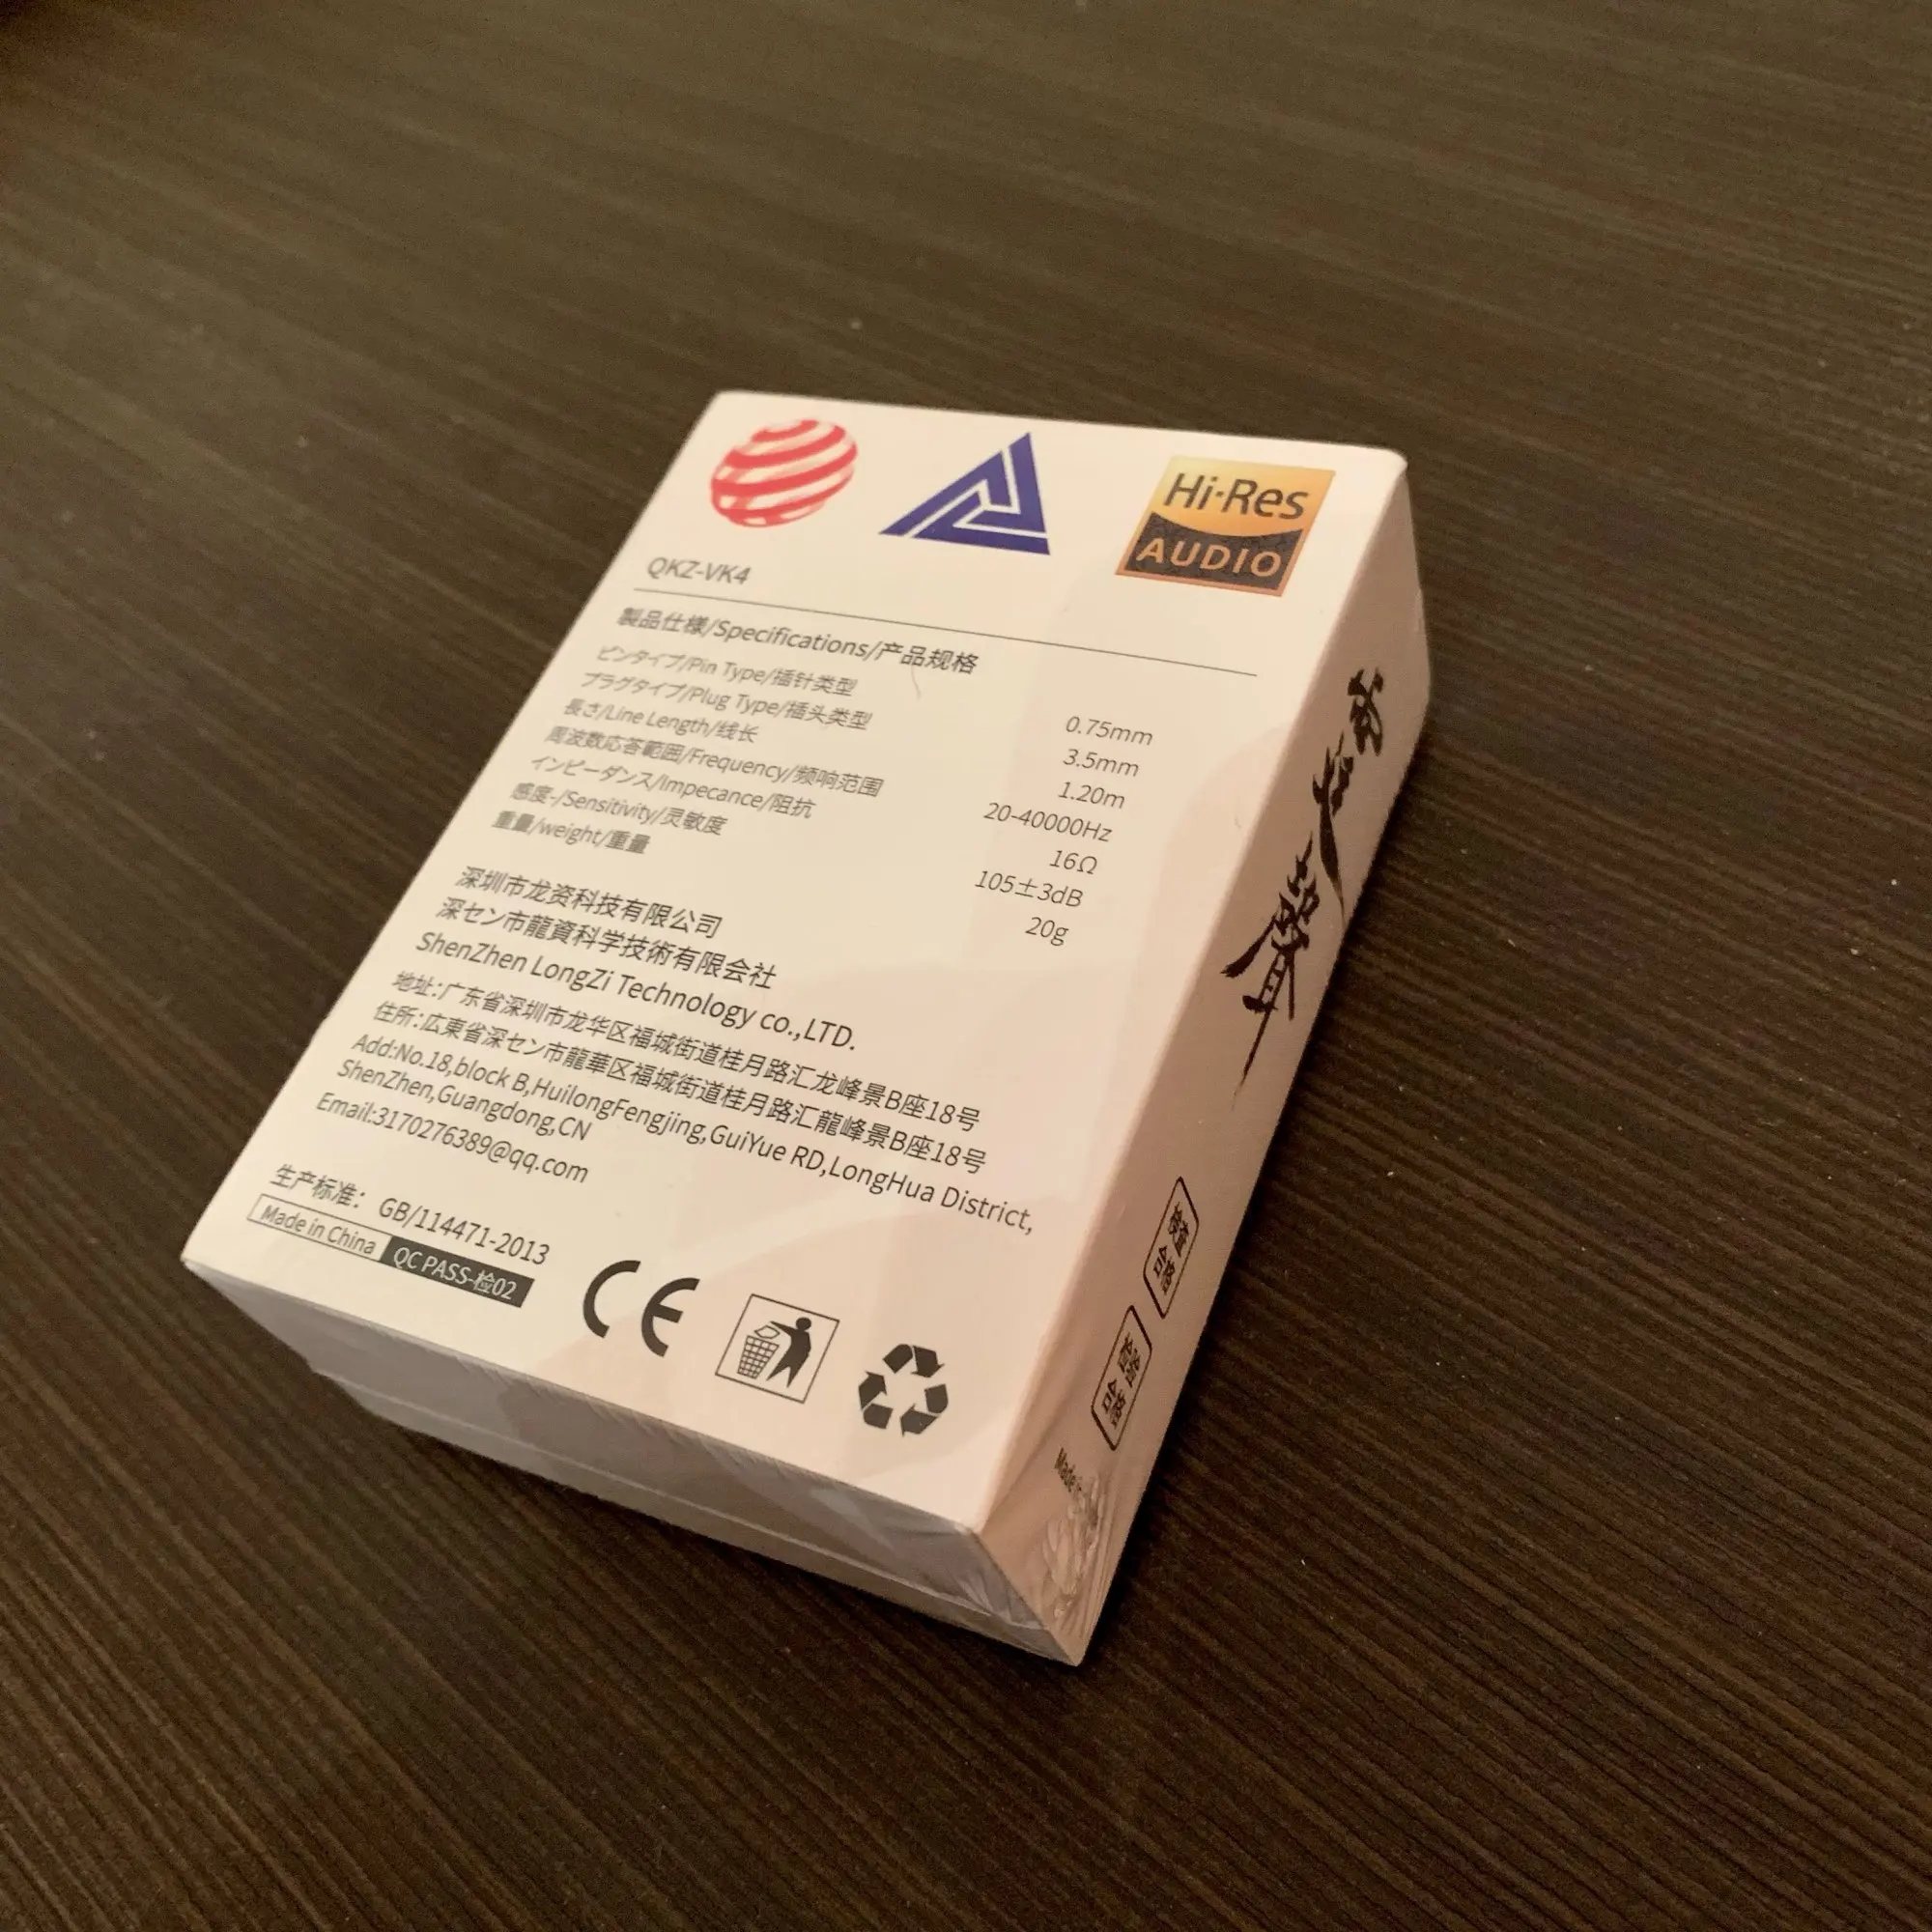 Hi-Res
AUDIO
QKZ-VK4
製品仕様/Specifications/产品规格
ピンタイプ/Pin Type/插针类型 0.75mm
プラグタイプ/Plug Type/插头类型 3.5mm
長さ/Line Length/线长 1.20m
周波数応答範囲/Frequency/频响范围 20-40000Hz
インピーダンス/Impecance/阻抗 16Ω
感度-/Sensitivity/灵敏度 105±3dB
重量/weight/重量 20g
深圳市龙资科技有限公司
深セン市龍資科学技術有限会社
ShenZhen LongZi Technology co.,LTD.
地址:广东省深圳市龙华区福城街道桂月路汇龙峰景B座18号
住所:広東省深セン市龍華区福城街道桂月路汇龍峰景B座18号
Add:No.18,block B,HuilongFengjing,GuiYue RD,LongHua District,
ShenZhen,Guangdong,CN
Email:3170276389@qq.com
生产标准: GB/114471-2013
Made in China QC PASS-检02
CE